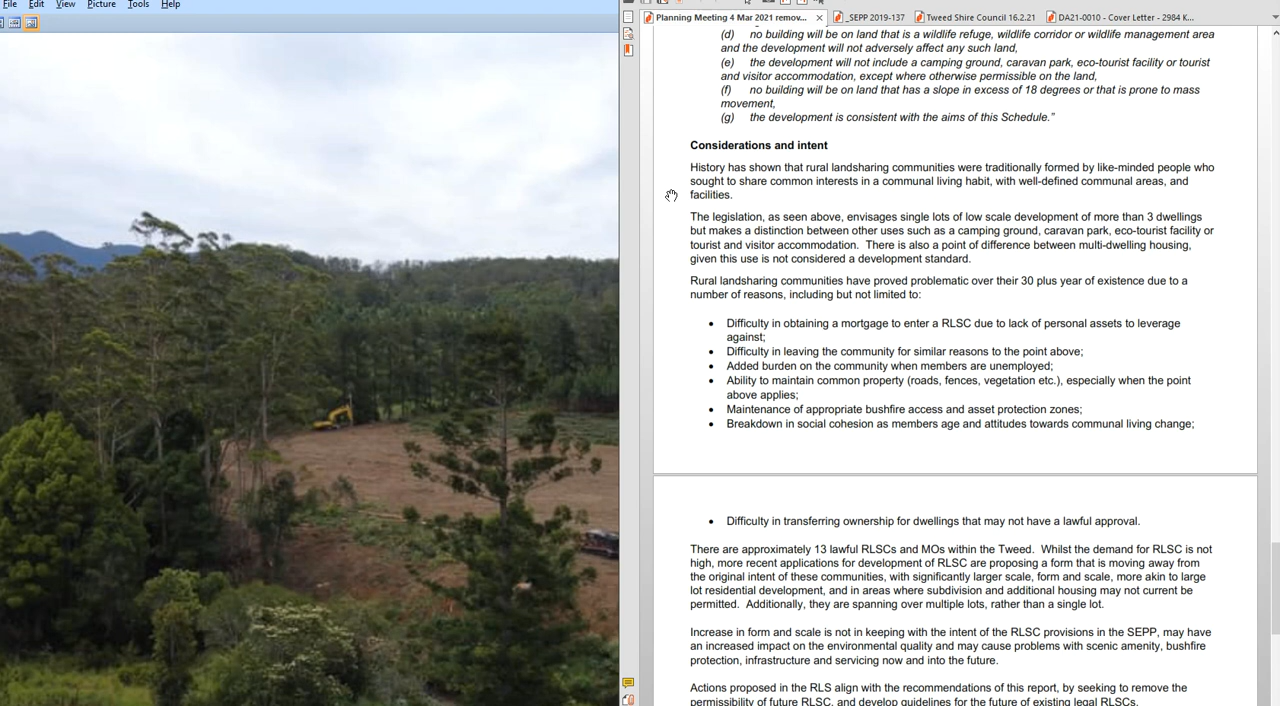 File Edit View Picture Tools Help
Planning Meeting 4 Mar 2021 remov...
_SEPP 2019-137
Tweed Shire Council 16.2.21
DA21-0010 - Cover Letter - 2984 K...
(d) no building will be on land that is a wildlife refuge, wildlife corridor or wildlife management area
and the development will not adversely affect any such land,
(e) the development will not include a camping ground, caravan park, eco-tourist facility or tourist
and visitor accommodation, except where otherwise permissible on the land,
(f) no building will be on land that has a slope in excess of 18 degrees or that is prone to mass
movement,
(g) the development is consistent with the aims of this Schedule.”
Considerations and intent
History has shown that rural landsharing communities were traditionally formed by like-minded people who
sought to share common interests in a communal living habit, with well-defined communal areas, and
facilities.
The legislation, as seen above, envisages single lots of low scale development of more than 3 dwellings
but makes a distinction between other uses such as a camping ground, caravan park, eco-tourist facility or
tourist and visitor accommodation. There is also a point of difference between multi-dwelling housing,
given this use is not considered a development standard.
Rural landsharing communities have proved problematic over their 30 plus year of existence due to a
number of reasons, including but not limited to:
• Difficulty in obtaining a mortgage to enter a RLSC due to lack of personal assets to leverage
against;
• Difficulty in leaving the community for similar reasons to the point above;
• Added burden on the community when members are unemployed;
• Ability to maintain common property (roads, fences, vegetation etc.), especially when the point
above applies;
• Maintenance of appropriate bushfire access and asset protection zones;
• Breakdown in social cohesion as members age and attitudes towards communal living change;
• Difficulty in transferring ownership for dwellings that may not have a lawful approval.
There are approximately 13 lawful RLSCs and MOs within the Tweed. Whilst the demand for RLSC is not
high, more recent applications for development of RLSC are proposing a form that is moving away from
the original intent of these communities, with significantly larger scale, form and scale, more akin to large
lot residential development, and in areas where subdivision and additional housing may not current be
permitted. Additionally, they are spanning over multiple lots, rather than a single lot.
Increase in form and scale is not in keeping with the intent of the RLSC provisions in the SEPP, may have
an increased impact on the environmental quality and may cause problems with scenic amenity, bushfire
protection, infrastructure and servicing now and into the future.
Actions proposed in the RLS align with the recommendations of this report, by seeking to remove the
permissibility of future RLSC, and develop guidelines for the future of existing legal RLSCs.